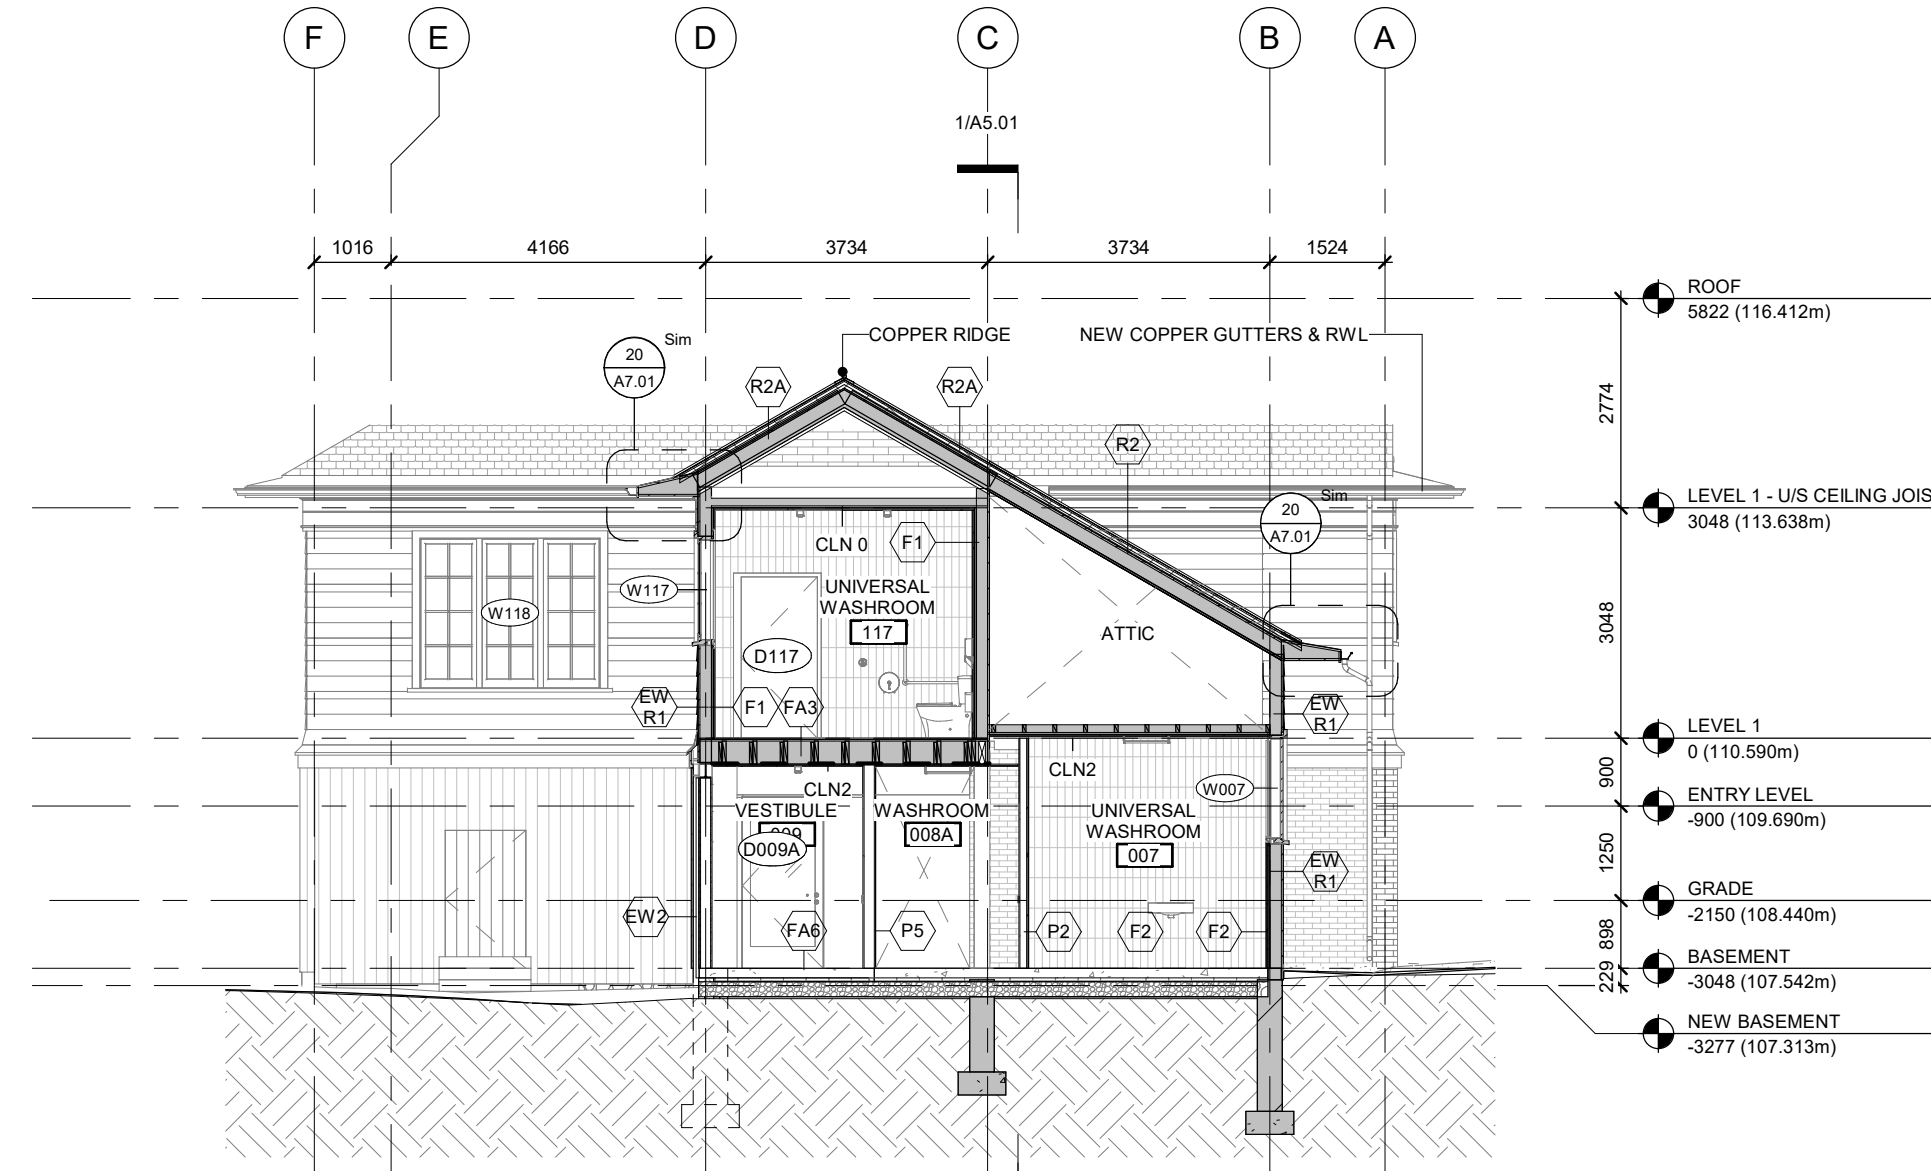 F
E
D
C
B
A
1/A5.01
1016
4166
3734
3734
1524
ROOF
5822 (116.412m)
COPPER RIDGE
NEW COPPER GUTTERS & RWL
Sim
20
A7.01
R2A
R2A
2774
R2
Sim
20
A7.01
LEVEL 1 - U/S CEILING JOIS
3048 (113.638m)
CLN 0
F1
W117
UNIVERSAL
WASHROOM
117
W118
3048
ATTIC
D117
EW
R1
F1
FA3
EW
R1
LEVEL 1
0 (110.590m)
CLN2
900
CLN2
W007
ENTRY LEVEL
-900 (109.690m)
VESTIBULE
009
WASHROOM
008A
UNIVERSAL
WASHROOM
007
D009A
1250
EW
R1
GRADE
-2150 (108.440m)
EW2
FA6
P5
P2
F2
F2
898
BASEMENT
-3048 (107.542m)
229
NEW BASEMENT
-3277 (107.313m)